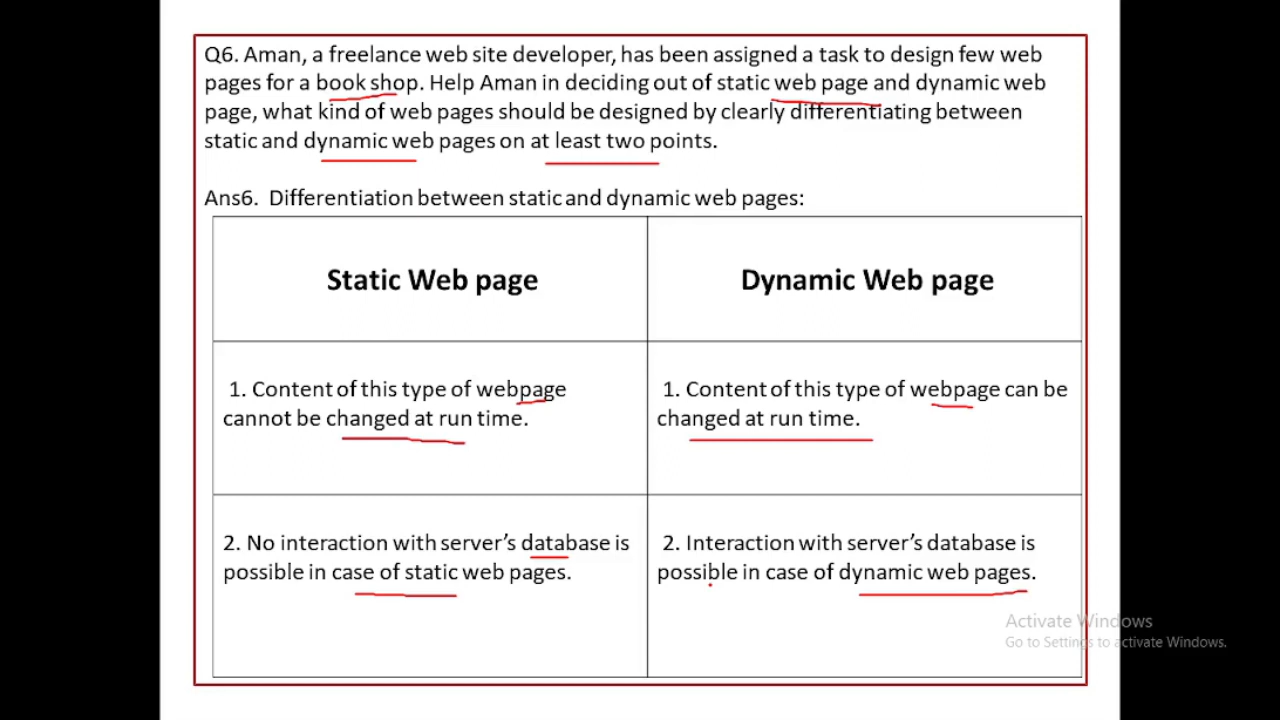 Q6. Aman, a freelance web site developer, has been assigned a task to design few web
pages for a book shop. Help Aman in deciding out of static web page and dynamic web
page, what kind of web pages should be designed by clearly differentiating between
static and dynamic web pages on at least two points.
Ans6. Differentiation between static and dynamic web pages:
Static Web page
Dynamic Web page
1. Content of this type of webpage
cannot be changed at run time.
1. Content of this type of webpage can be
changed at run time.
2. No interaction with server’s database is
possible in case of static web pages.
2. Interaction with server’s database is
possible in case of dynamic web pages.
Activate Windows
Go to Settings to activate Windows.